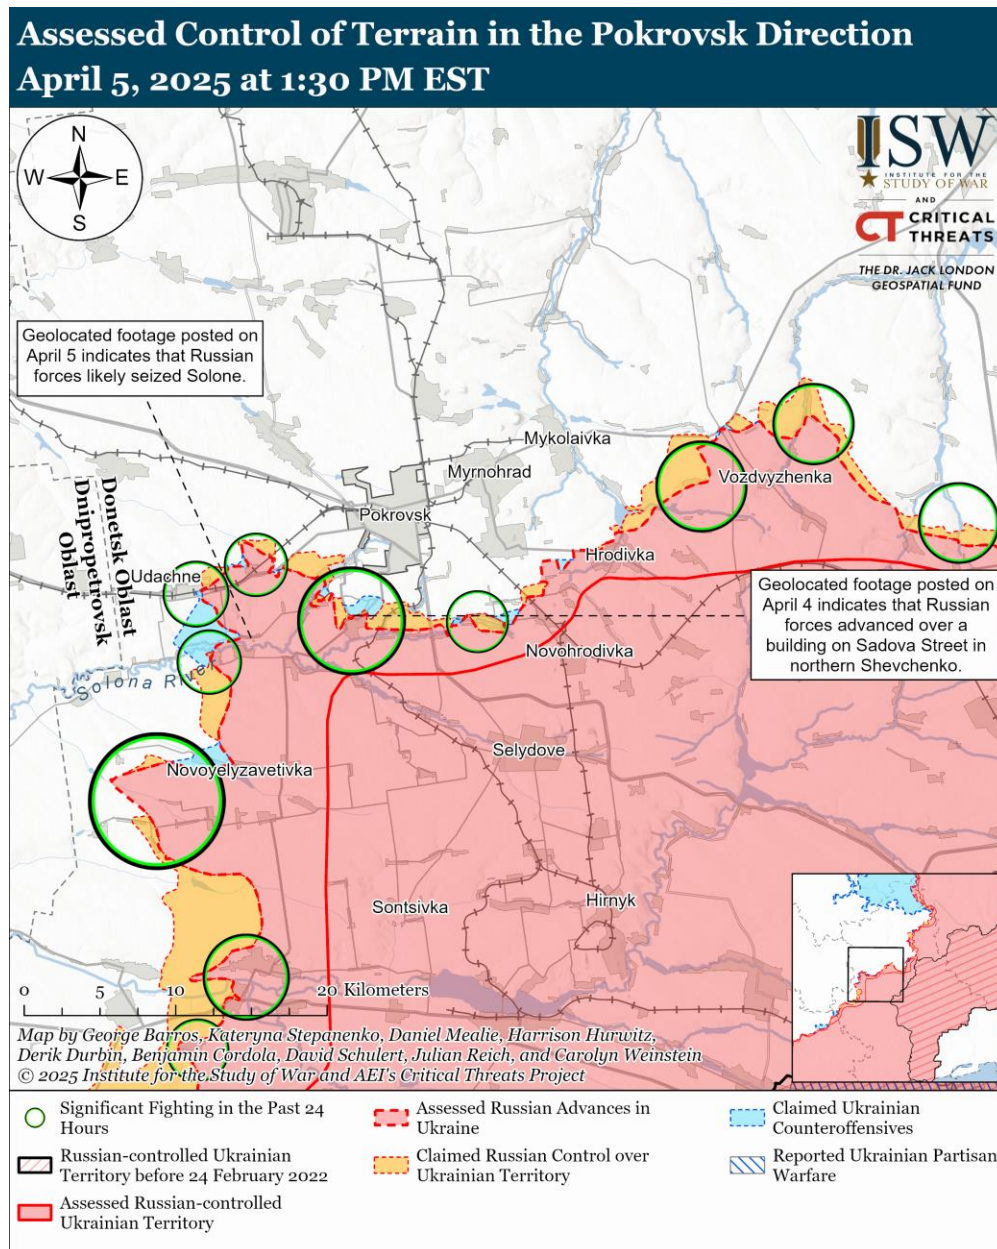 Assessed Control of Terrain in the Pokrovsk Direction
April 5, 2025 at 1:30 PM EST
N
W E
S
ISW
INSTITUTE FOR THE
STUDY OF WAR
AND
CT CRITICAL
THREATS
THE DR. JACK LONDON
GEOSPATIAL FUND
Geolocated footage posted on
April 5 indicates that Russian
forces likely seized Solone.
Mykolaivka
Myrnohrad
Vozdvyzhenka
Pokrovsk
Donetsk Oblast
Dnipropetrovsk
Oblast
Hrodivka
Udachne
Geolocated footage posted on
April 4 indicates that Russian
forces advanced over a
building on Sadova Street in
northern Shevchenko.
Novohrodivka
Solona River
Selydove
Novoyelyzavetivka
Sontsivka
Hirnyk
0 5 10 20 Kilometers
Map by George Barros, Kateryna Stepanenko, Daniel Mealie, Harrison Hurwitz,
Derik Durbin, Benjamin Cordola, David Schulert, Julian Reich, and Carolyn Weinstein
© 2025 Institute for the Study of War and AEI's Critical Threats Project
Significant Fighting in the Past 24
Hours
Assessed Russian Advances in
Ukraine
Claimed Ukrainian
Counteroffensives
Russian-controlled Ukrainian
Territory before 24 February 2022
Claimed Russian Control over
Ukrainian Territory
Reported Ukrainian Partisan
Warfare
Assessed Russian-controlled
Ukrainian Territory